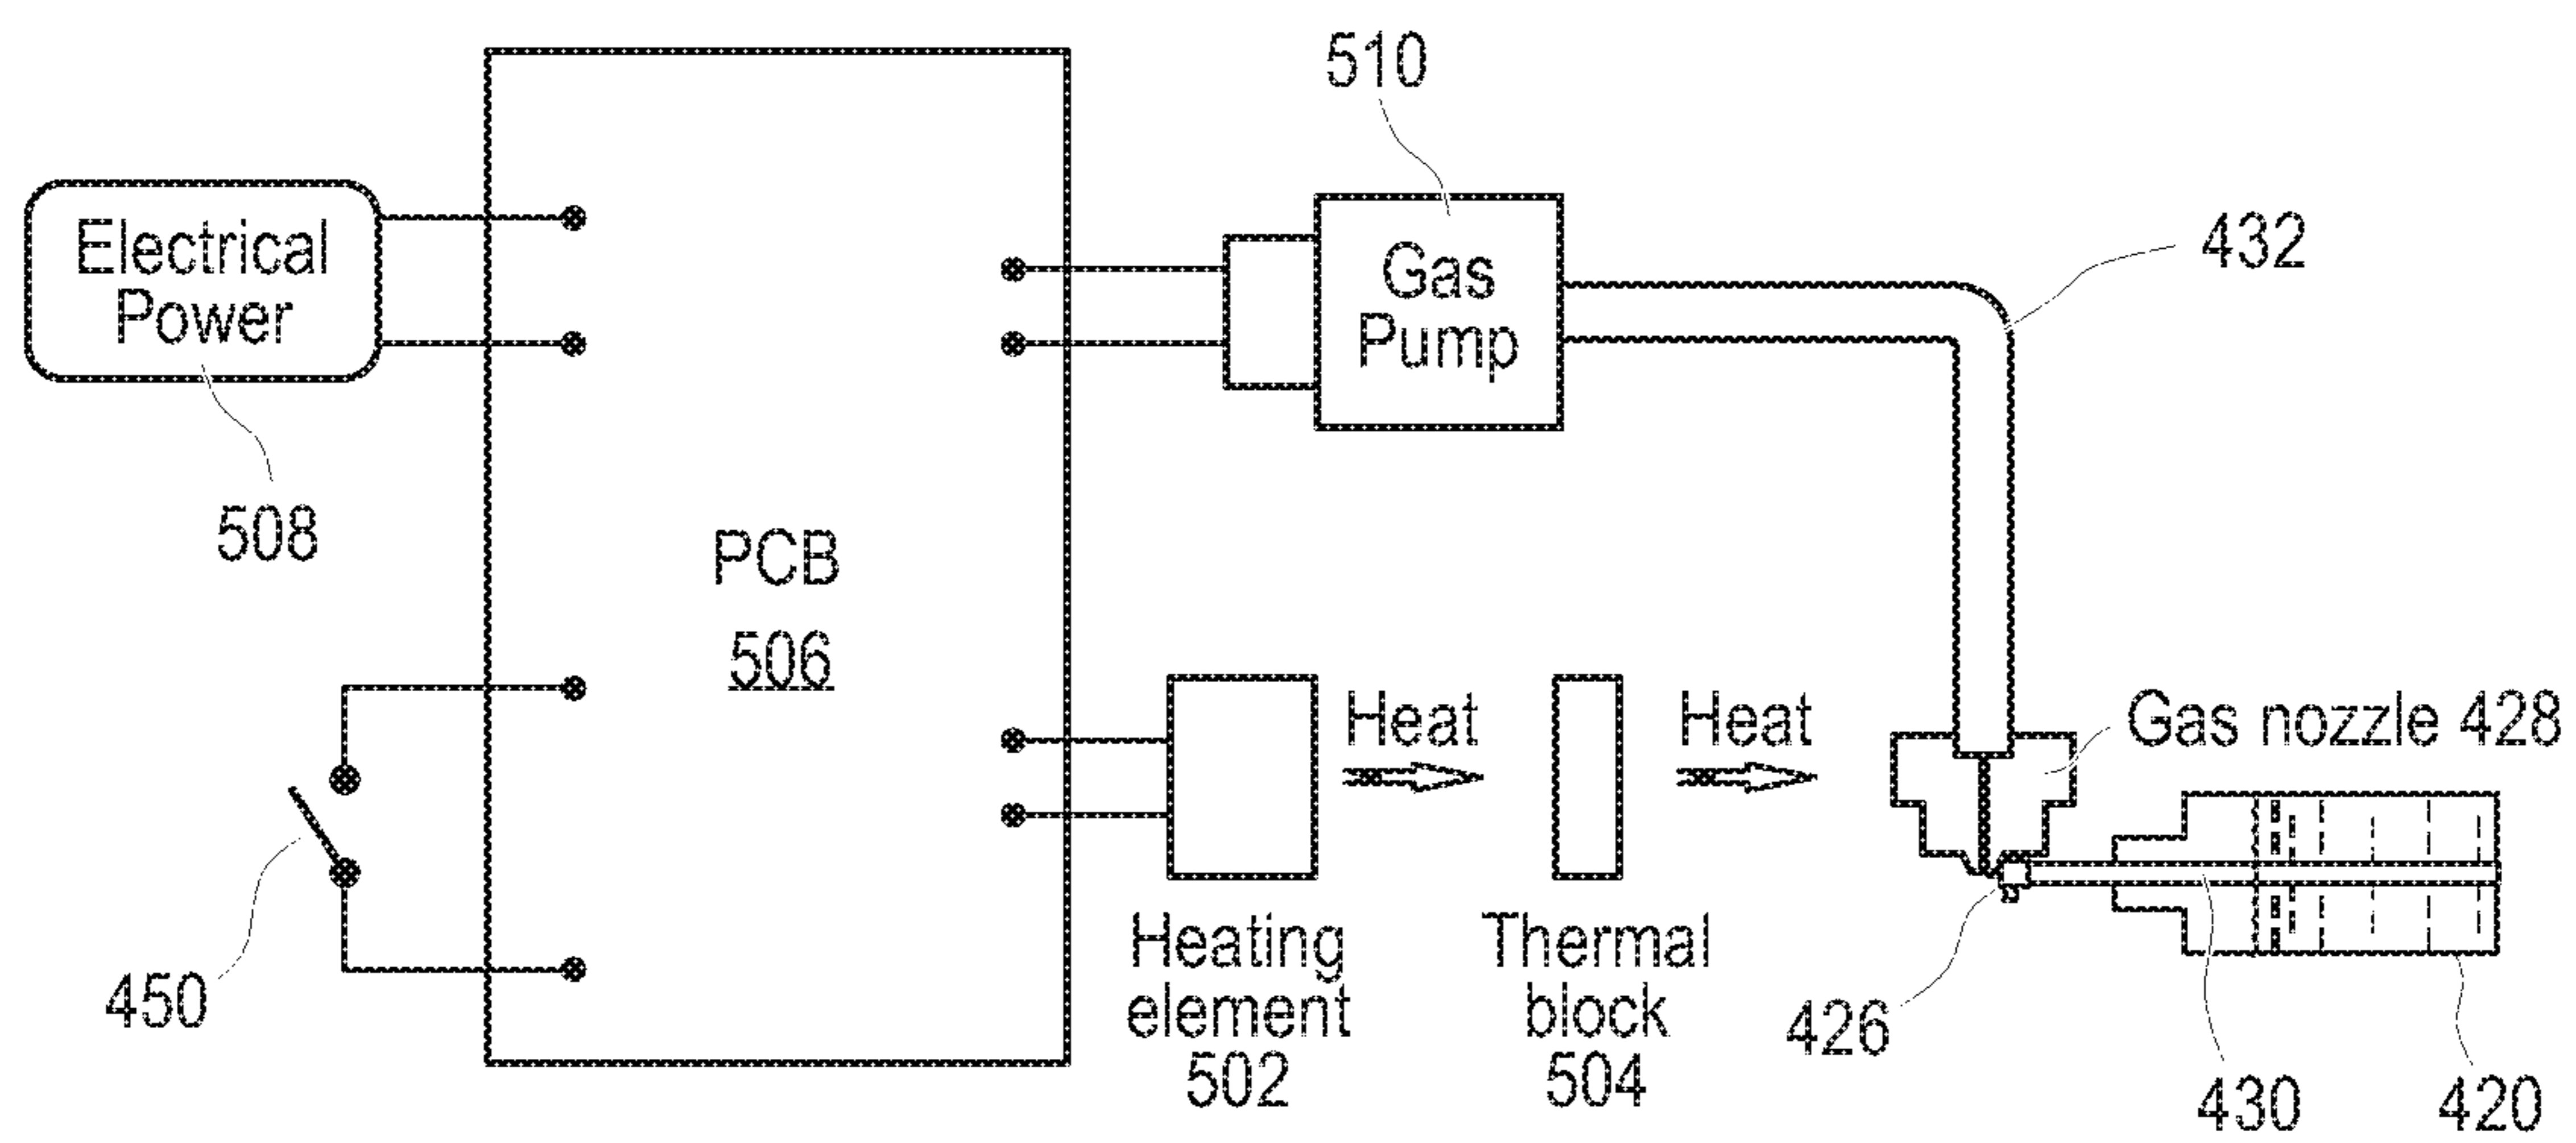 510
Electrical
Power
508
Gas
Pump
432
PCB
506
Heat
Heat
Gas nozzle 428
450
Heating
element
502
Thermal
block
504
426
430
420